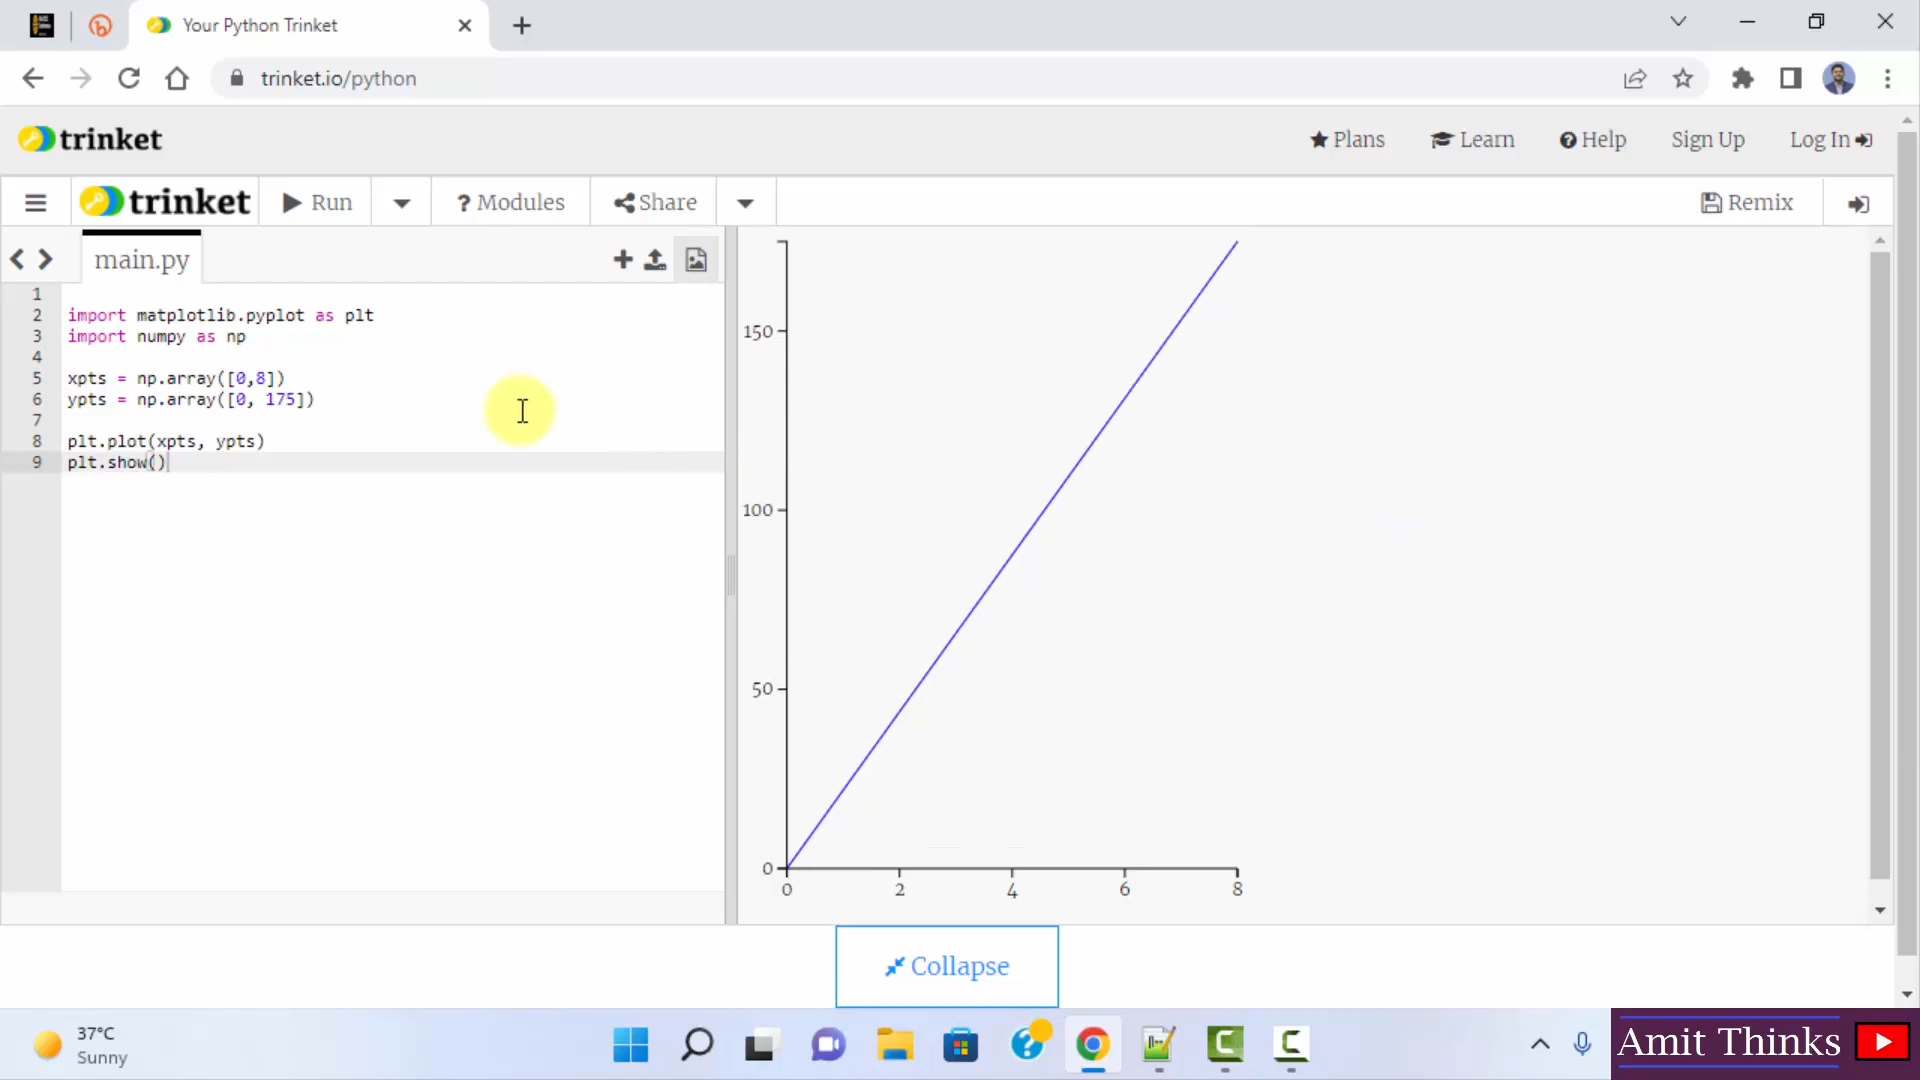 Your Python Trinket
trinket.io/python
trinket
Plans
Learn
Help
Sign Up
Log In
trinket
Run
? Modules
Share
Remix
main.py
1
2 import matplotlib.pyplot as plt
3 import numpy as np
4
5 xpts = np.array([0,8])
6 ypts = np.array([0, 175])
7
8 plt.plot(xpts, ypts)
9 plt.show()
150
100
50
0
0 2 4 6 8
Collapse
37°C
Sunny
Amit Thinks